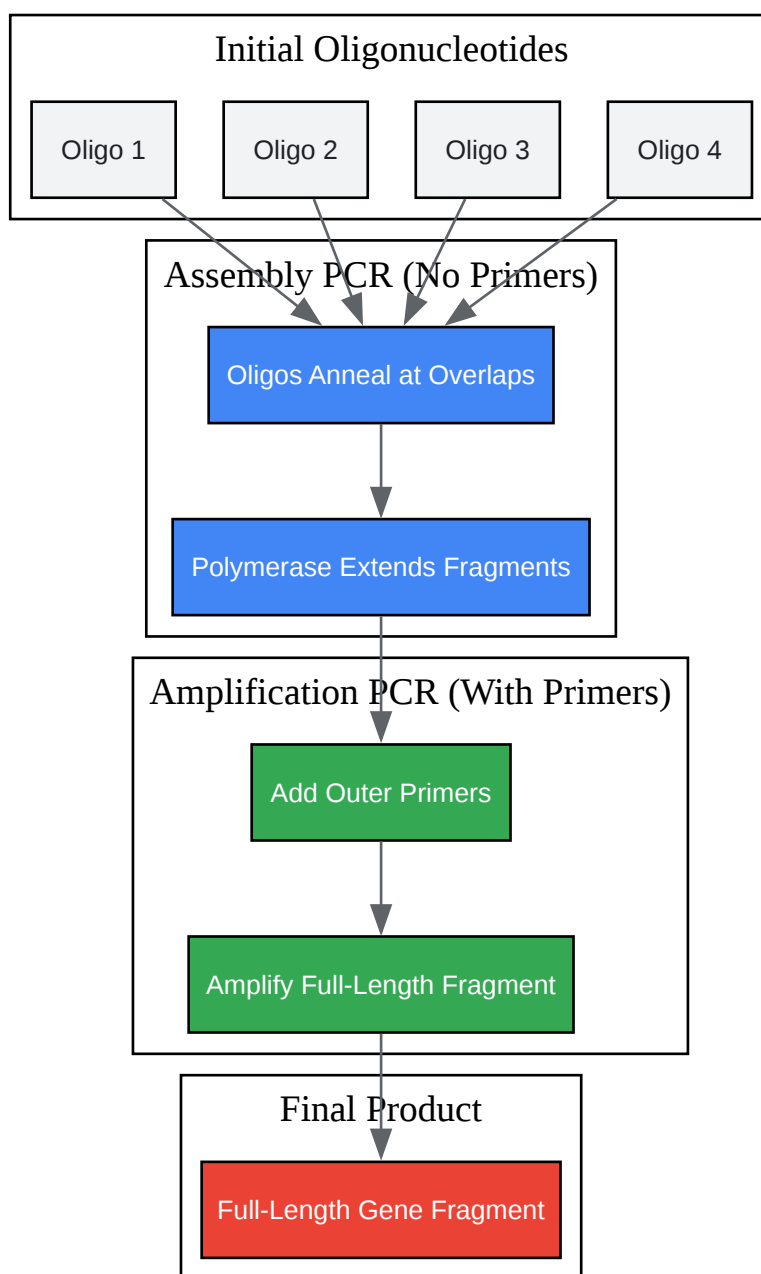 Initial Oligonucleotides
Oligo 1
Oligo 2
Oligo 3
Oligo 4
Assembly PCR (No Primers)
Oligos Anneal at Overlaps
Polymerase Extends Fragments
Amplification PCR (With Primers)
Add Outer Primers
Amplify Full-Length Fragment
Final Product
Full-Length Gene Fragment